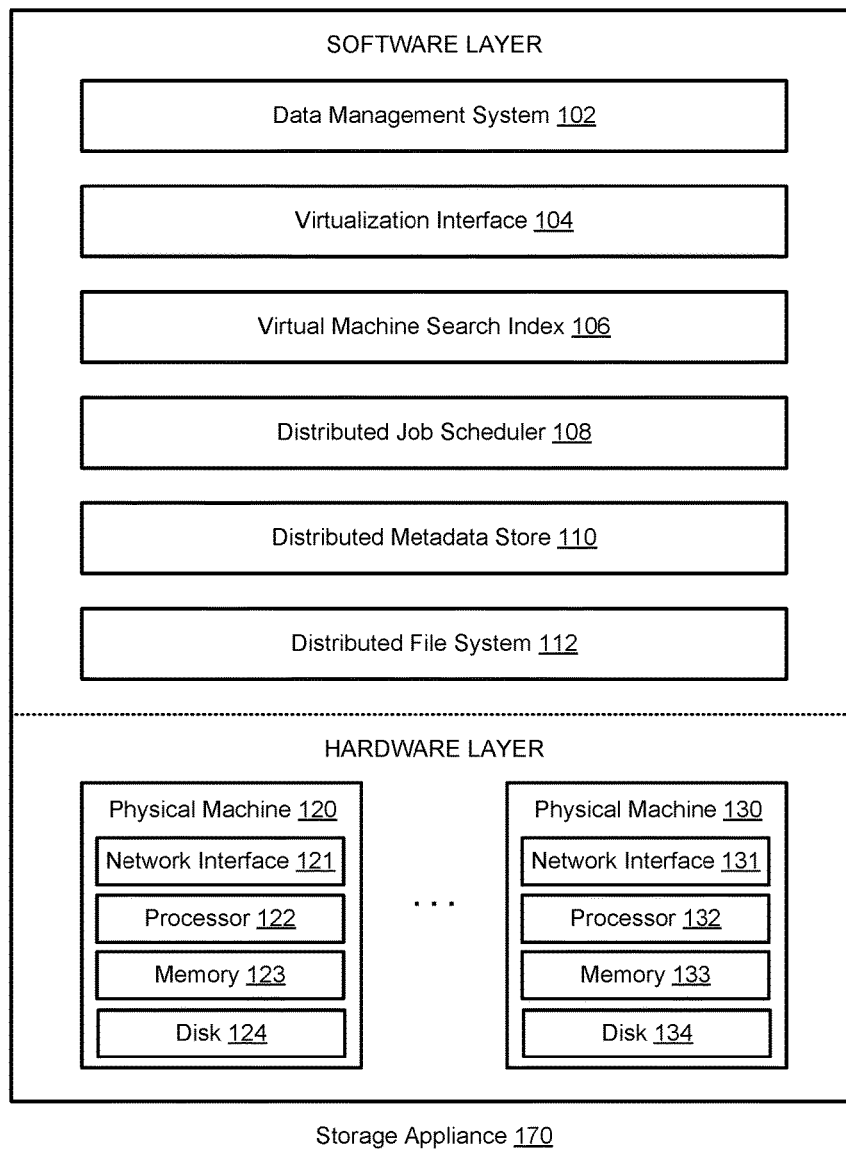 SOFTWARE LAYER
Data Management System 102
Virtualization Interface 104
Virtual Machine Search Index 106
Distributed Job Scheduler 108
Distributed Metadata Store 110
Distributed File System 112
HARDWARE LAYER
Physical Machine 120
Network Interface 121
Processor 122
Memory 123
Disk 124
. . .
Physical Machine 130
Network Interface 131
Processor 132
Memory 133
Disk 134
Storage Appliance 170